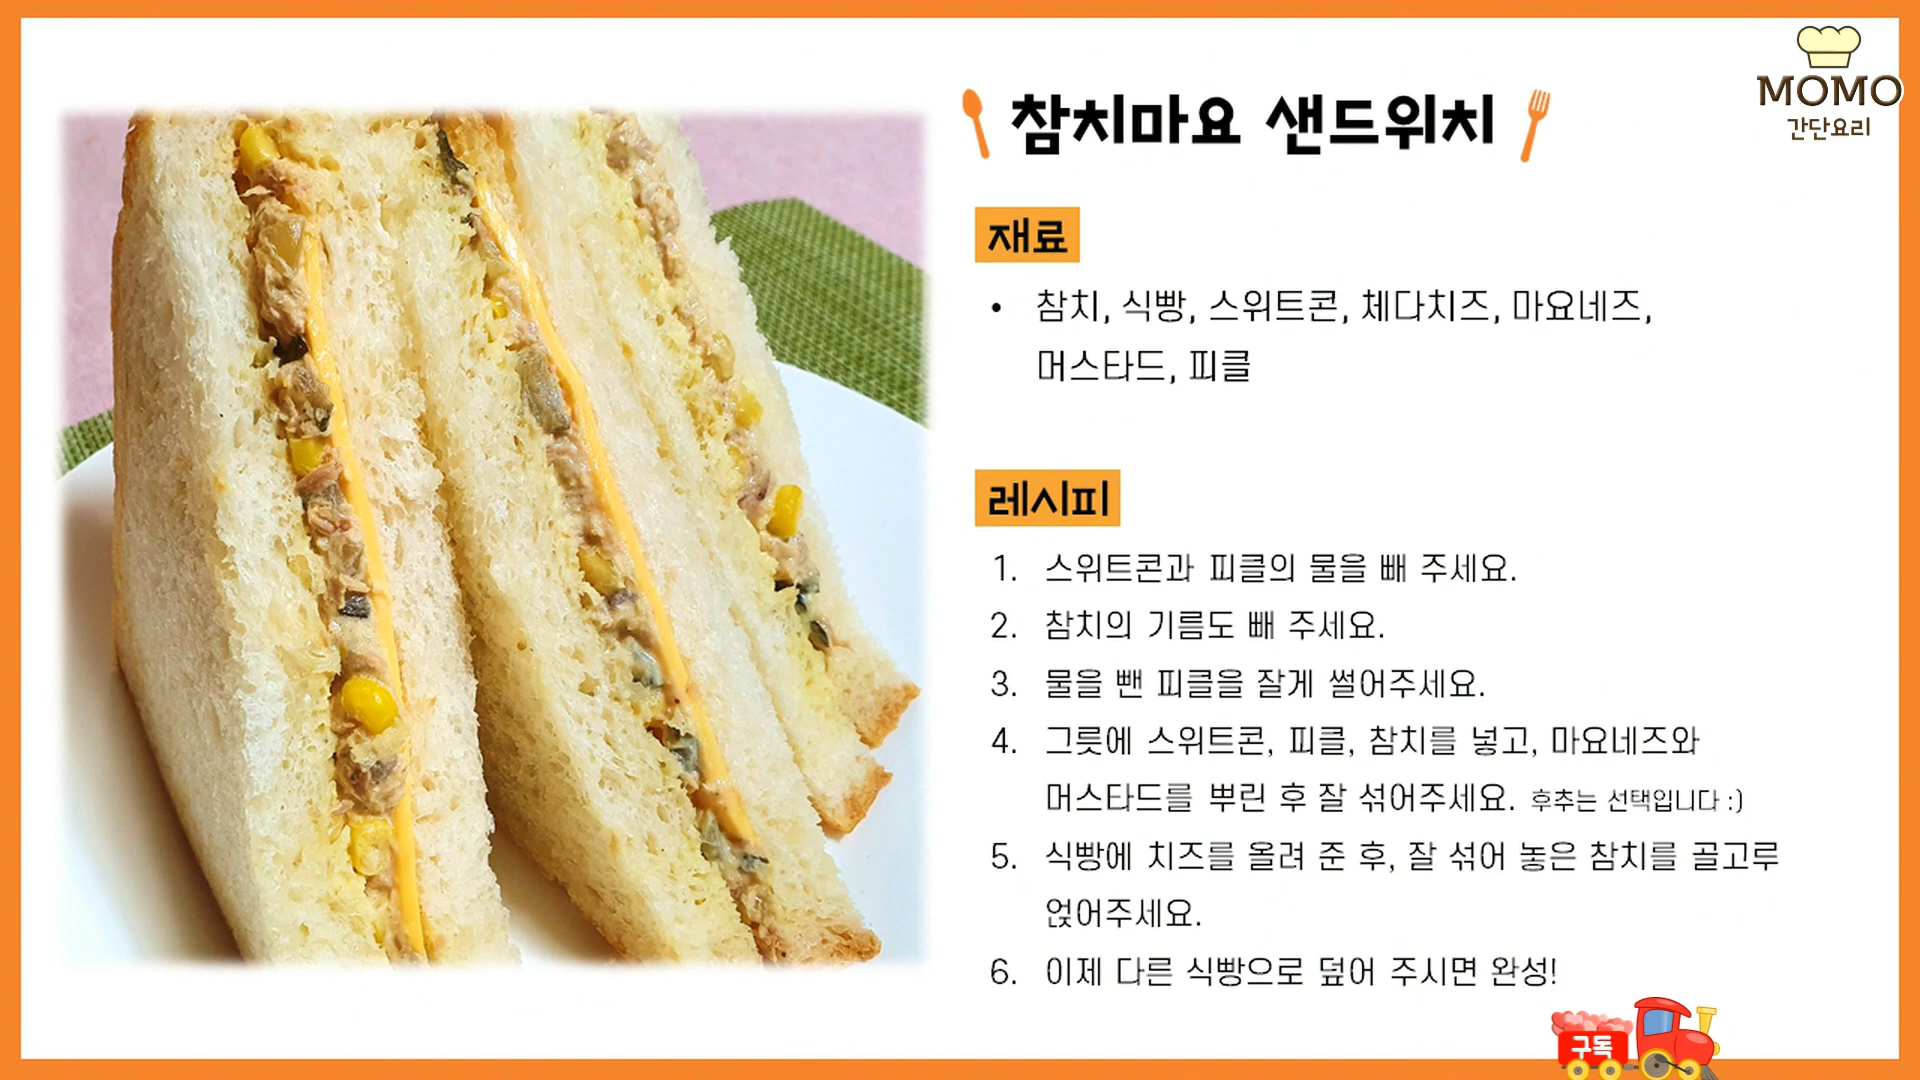 참치마요 샌드위치
MOMO
간단요리
재료
• 참치, 식빵, 스위트콘, 체다치즈, 마요네즈,
머스타드, 피클
레시피
1. 스위트콘과 피클의 물을 빼 주세요.
2. 참치의 기름도 빼 주세요.
3. 물을 뺀 피클을 잘게 썰어주세요.
4. 그릇에 스위트콘, 피클, 참치를 넣고, 마요네즈와
머스타드를 뿌린 후 잘 섞어주세요. 후추는 선택입니다 :)
5. 식빵에 치즈를 올려 준 후, 잘 섞어 놓은 참치를 골고루
얹어주세요.
6. 이제 다른 식빵으로 덮어 주시면 완성!
구독